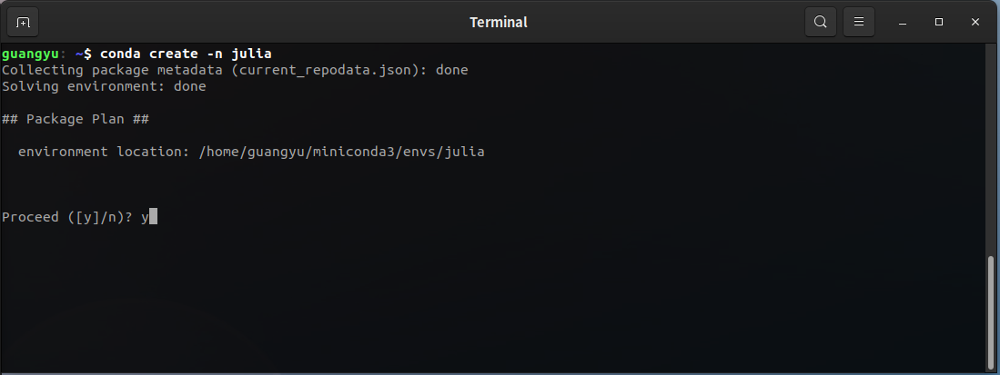 Terminal
guangyu: ~$ conda create -n julia
Collecting package metadata (current_repodata.json): done
Solving environment: done
## Package Plan ##
environment location: /home/guangyu/miniconda3/envs/julia
Proceed ([y]/n)? y